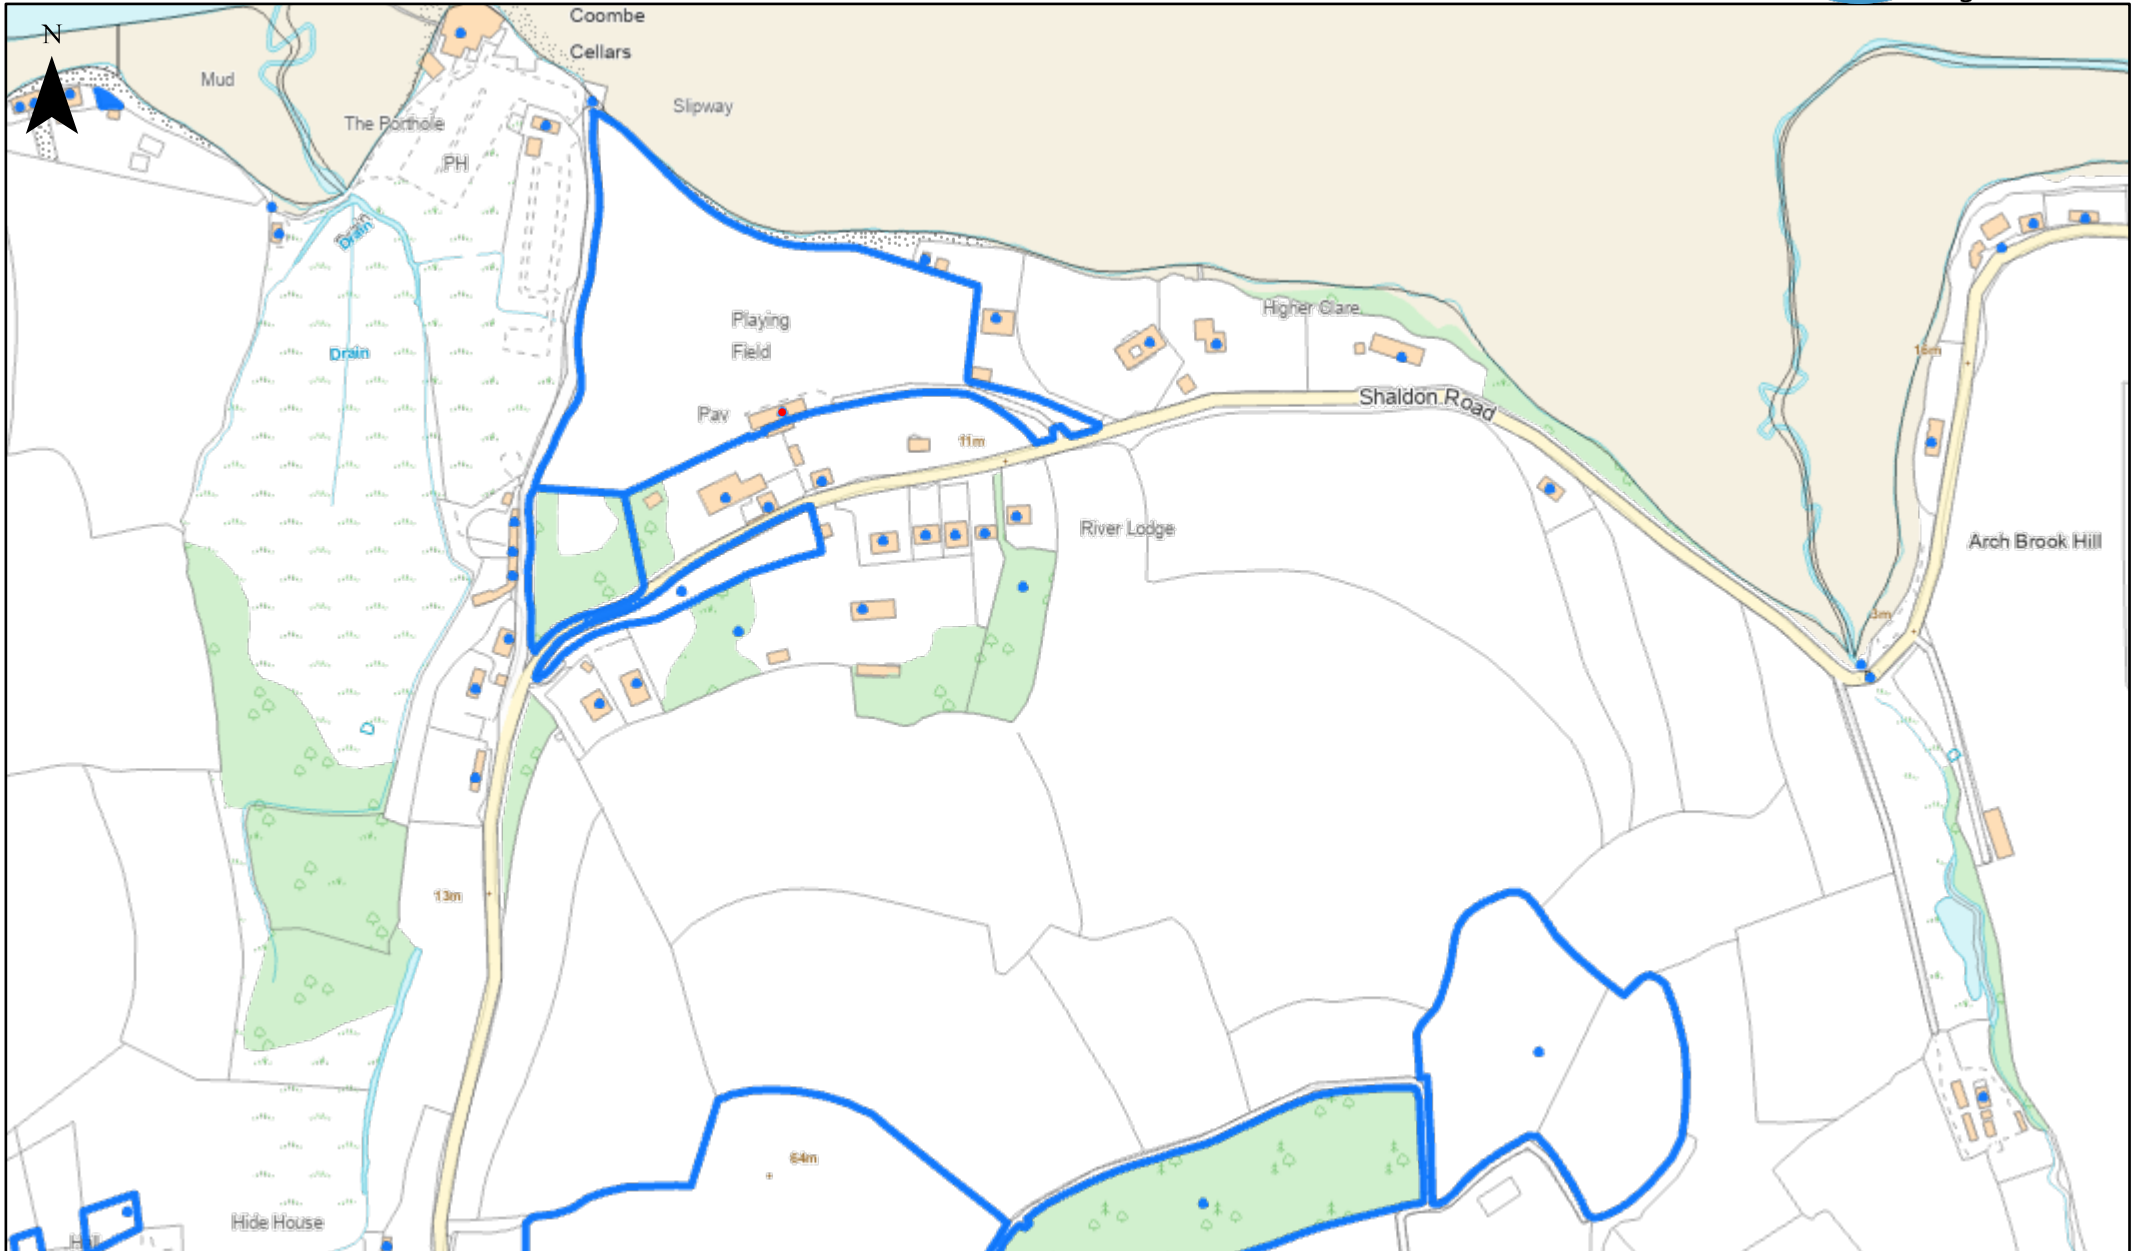 Coombe
Cellars
N
Mud
Slipway
The Porthole
PH
Drain
Drain
Playing
Field
Higher Clare
16m
Shaldon Road
Pav
11m
River Lodge
Arch Brook Hill
3m
13m
64m
Hide House